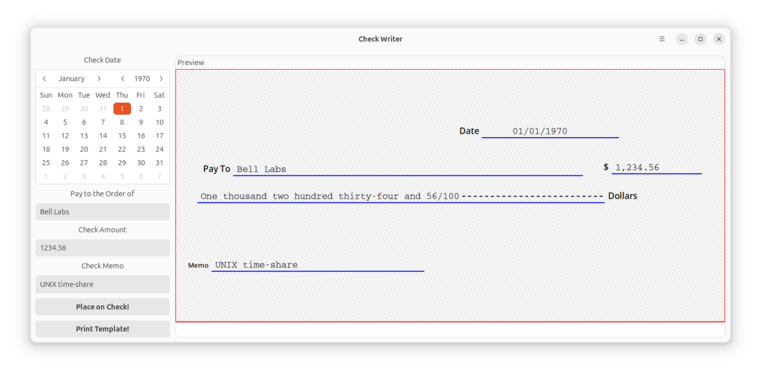 Check Writer
Check Date
January 1970
Sun Mon Tue Wed Thu Fri Sat
28 29 30 31 1 2 3
4 5 6 7 8 9 10
11 12 13 14 15 16 17
18 19 20 21 22 23 24
25 26 27 28 29 30 31
1 2 3 4 5 6 7
Pay to the Order of
Bell Labs
Check Amount
1234.56
Check Memo
UNIX time-share
Place on Check!
Print Template!
Preview
Date 01/01/1970
Pay To Bell Labs $ 1,234.56
One thousand two hundred thirty-four and 56/100----------------------- Dollars
Memo UNIX time-share